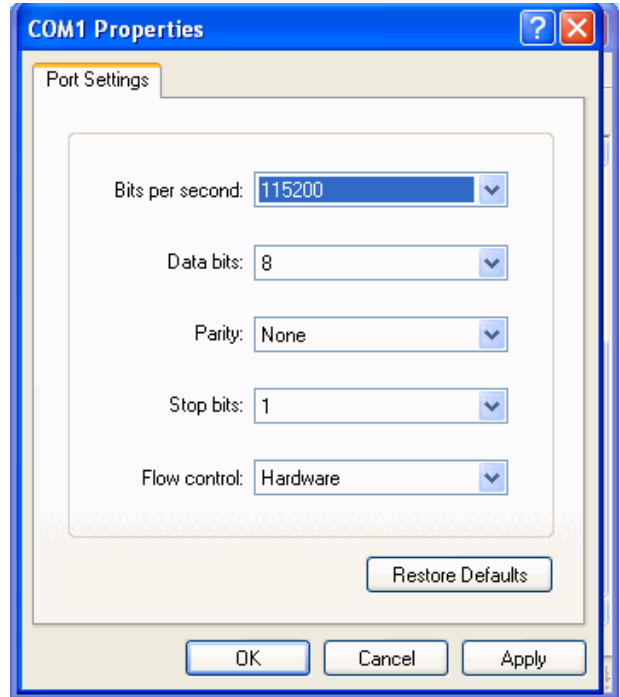 COM1 Properties
Port Settings
Bits per second: 115200
Data bits: 8
Parity: None
Stop bits: 1
Flow control: Hardware
Restore Defaults
OK Cancel Apply